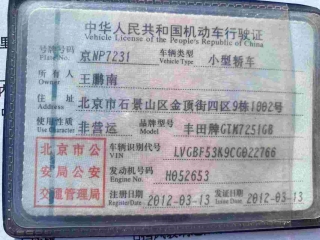 中华人民共和国机动车行驶证
Vehicle License of the People's Republic of China
号牌号码 京NP7231 车辆类型 小型轿车
Plate No. Vehicle Type
所有人 王鹏南
Owner
住址 北京市石景山区金顶街四区9栋1902号
Address
使用性质 非营运 品牌型号 丰田牌GTM7251GB
Use Character Model
北京市公安局公安交通管理局
车辆识别代号 LVGBF53K9CG022766
VIN
发动机号码 H052653
Engine No.
注册日期 2012-03-13 发证日期 2012-03-13
Register Date Issue Date